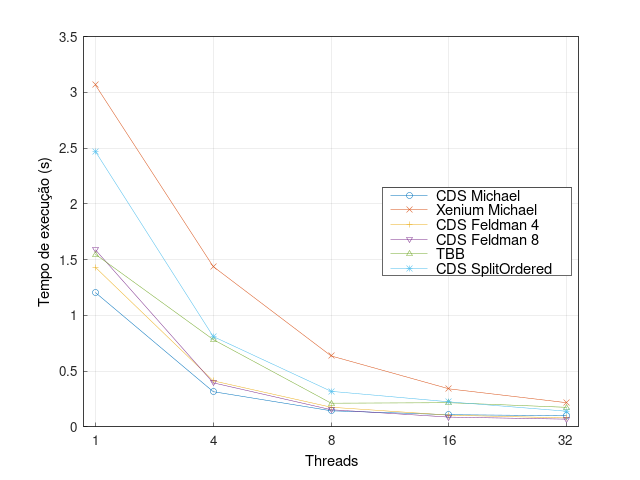 3.5
3
2.5
2
1.5
1
0.5
0
Tempo de execução (s)
CDS Michael
Xenium Michael
CDS Feldman 4
CDS Feldman 8
TBB
CDS SplitOrdered
1 4 8 16 32
Threads